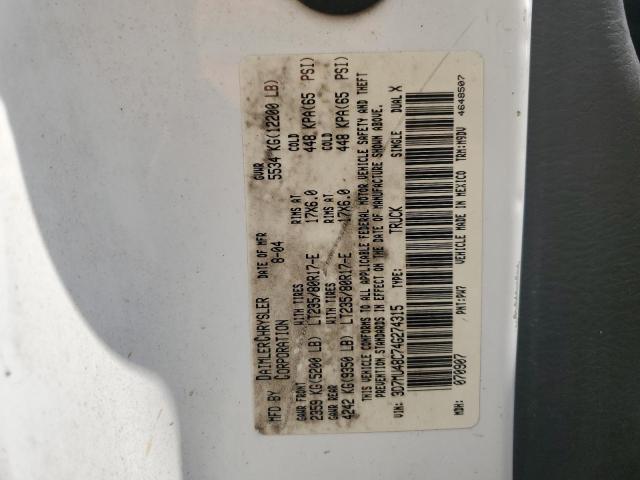 MFD BY DAIMLERCHRYSLER CORPORATION DATE OF MFR 8-04 GVWR 5534 KG(12200 LB)
GAWR FRONT WITH TIRES RIMS AT COLD
2359 KG(5200 LB) LT235/80R17-E 17X6.0 448 KPA(65 PSI)
GAWR REAR WITH TIRES RIMS AT COLD
4242 KG(9350 LB) LT235/80R17-E 17X6.0 448 KPA(65 PSI)
THIS VEHICLE CONFORMS TO ALL APPLICABLE FEDERAL MOTOR VEHICLE SAFETY AND THEFT
PREVENTION STANDARDS IN EFFECT ON THE DATE OF MANUFACTURE SHOWN ABOVE.
VIN: 3D7MU48C74G274315 TRUCK SINGLE DUAL X
MDH: 070907 PNT:PW7 VEHICLE MADE IN MEXICO TRM:M9DV 4648507